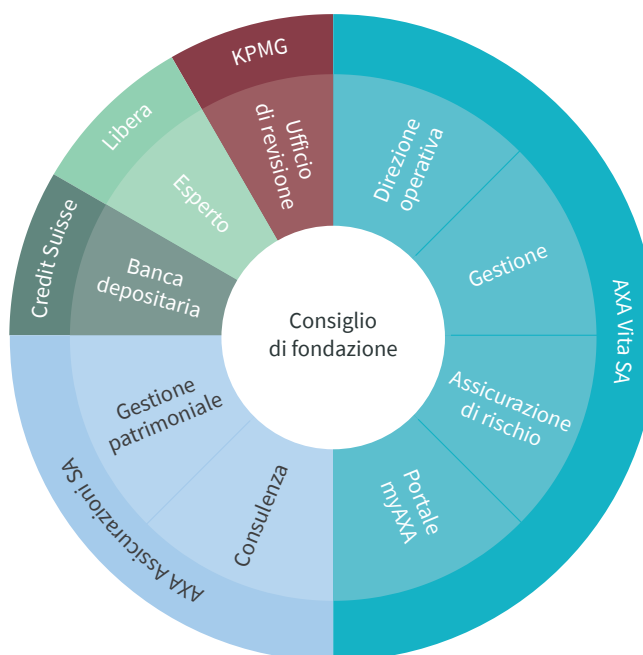 KPMG
Ufficio
di revisione
Libera
Esperto
Credit Suisse
Banca
depositaria
Direzione
operativa
Gestione
AXA Vita SA
Consiglio
di fondazione
Assicurazione
di rischio
Portale
myAXA
Gestione
patrimoniale
Consulenza
AXA Assicurazioni SA